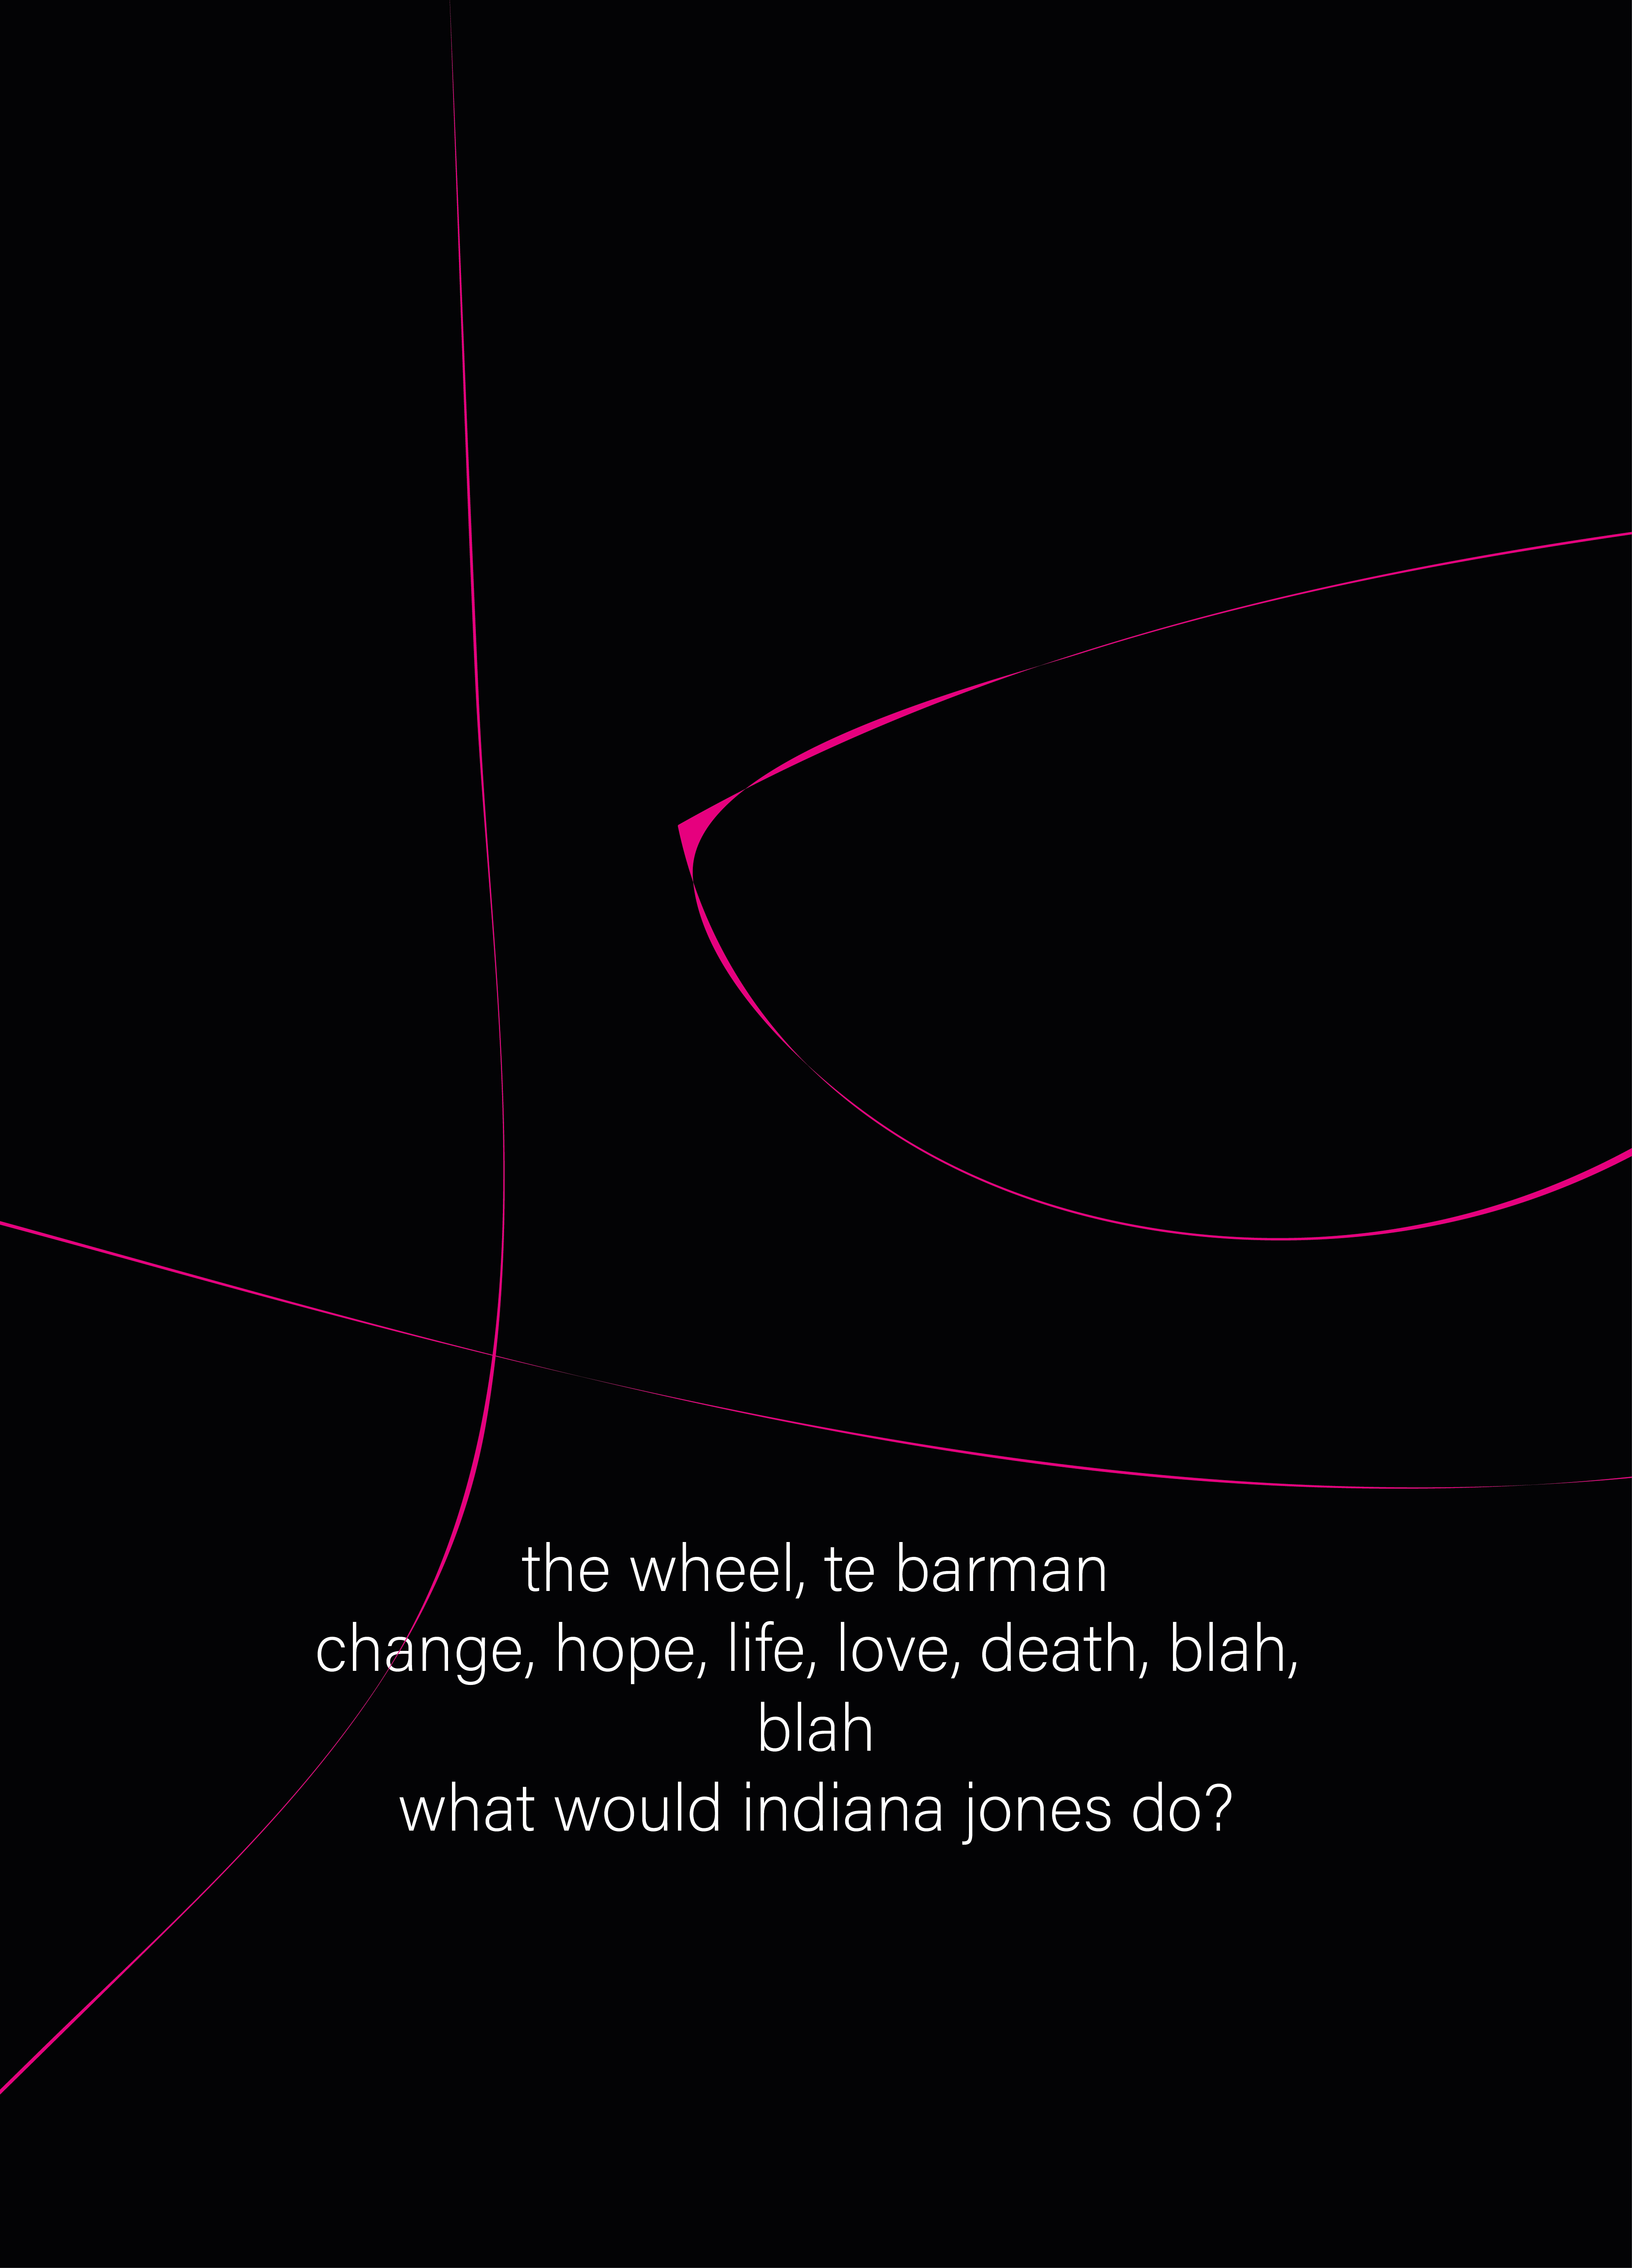 the wheel, te barman
change, hope, life, love, death, blah,
blah
what would indiana jones do?